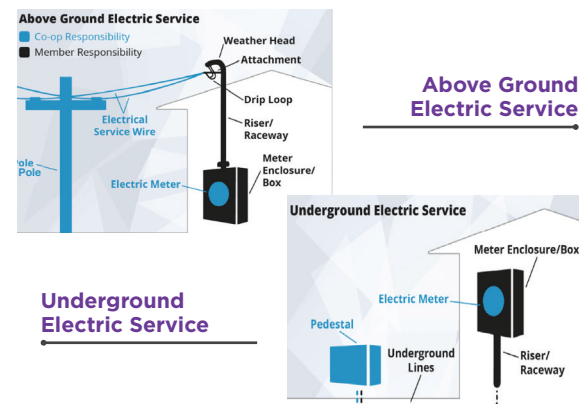 Above Ground Electric Service
Co-op Responsibility
Member Responsibility
Weather Head
Attachment
Drip Loop
Electrical
Service Wire
Riser/
Raceway
Meter
Enclosure/
Box
ole
Pole
Electric Meter
Above Ground
Electric Service
Underground Electric Service
Meter Enclosure/Box
Electric Meter
Pedestal
Underground
Lines
Riser/
Raceway
Underground
Electric Service